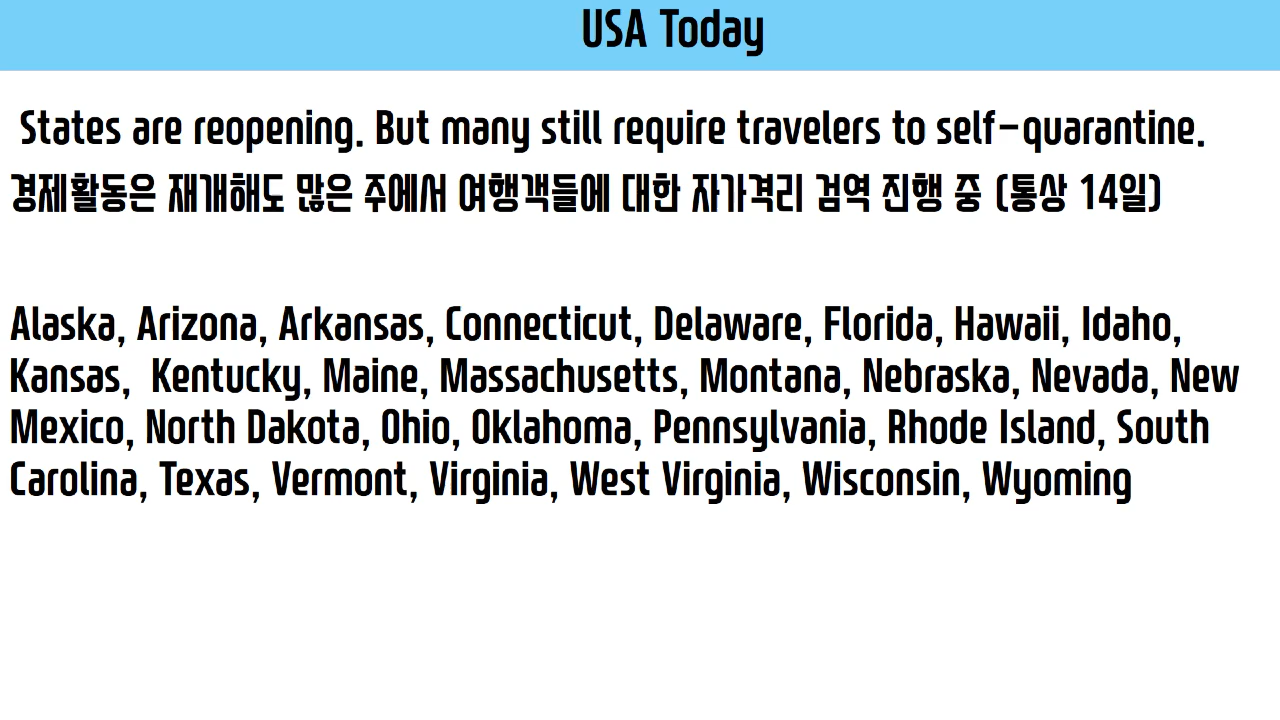 USA Today
States are reopening. But many still require travelers to self-quarantine.
경제활동은 재개해도 많은 주에서 여행객들에 대한 자가격리 검역 진행 중 (통상 14일)
Alaska, Arizona, Arkansas, Connecticut, Delaware, Florida, Hawaii, Idaho,
Kansas, Kentucky, Maine, Massachusetts, Montana, Nebraska, Nevada, New
Mexico, North Dakota, Ohio, Oklahoma, Pennsylvania, Rhode Island, South
Carolina, Texas, Vermont, Virginia, West Virginia, Wisconsin, Wyoming